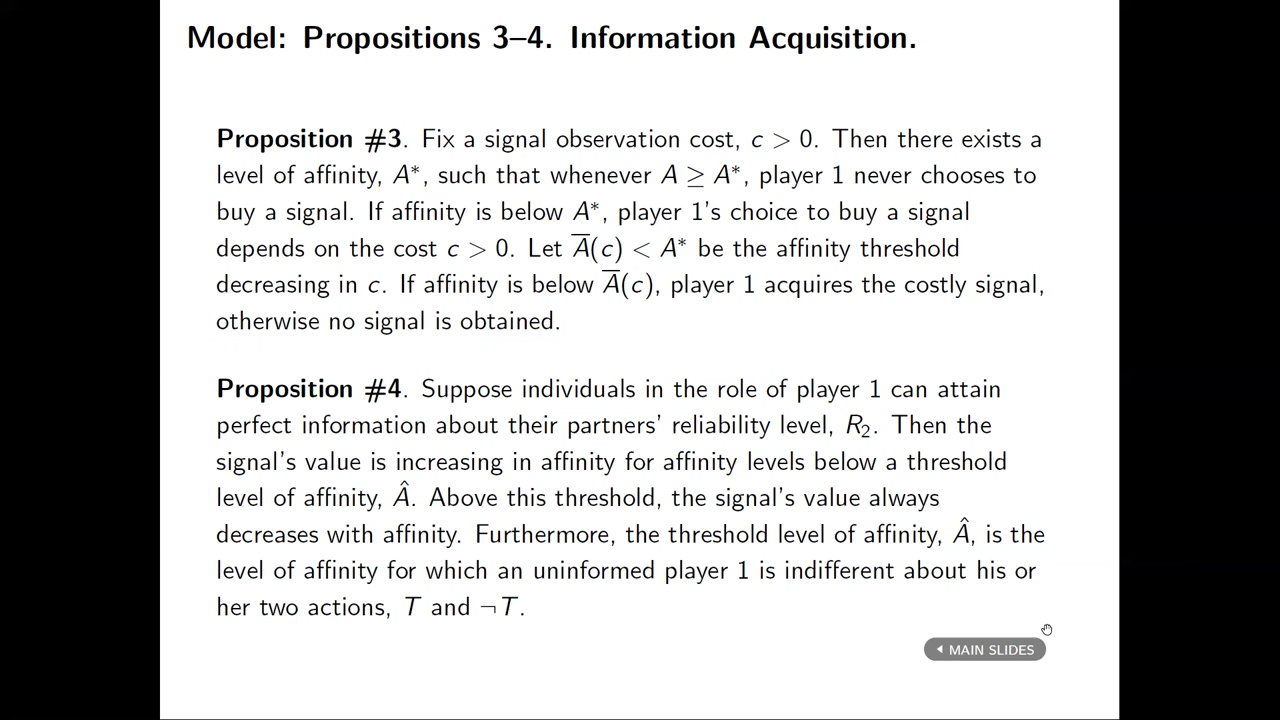 Model: Propositions 3–4. Information Acquisition.
Proposition #3. Fix a signal observation cost, c > 0. Then there exists a
level of affinity, A*, such that whenever A ≥ A*, player 1 never chooses to
buy a signal. If affinity is below A*, player 1's choice to buy a signal
depends on the cost c > 0. Let A̅(c) < A* be the affinity threshold
decreasing in c. If affinity is below A̅(c), player 1 acquires the costly signal,
otherwise no signal is obtained.
Proposition #4. Suppose individuals in the role of player 1 can attain
perfect information about their partners' reliability level, R₂. Then the
signal's value is increasing in affinity for affinity levels below a threshold
level of affinity, Â. Above this threshold, the signal's value always
decreases with affinity. Furthermore, the threshold level of affinity, Â, is the
level of affinity for which an uninformed player 1 is indifferent about his or
her two actions, T and ¬T.
MAIN SLIDES